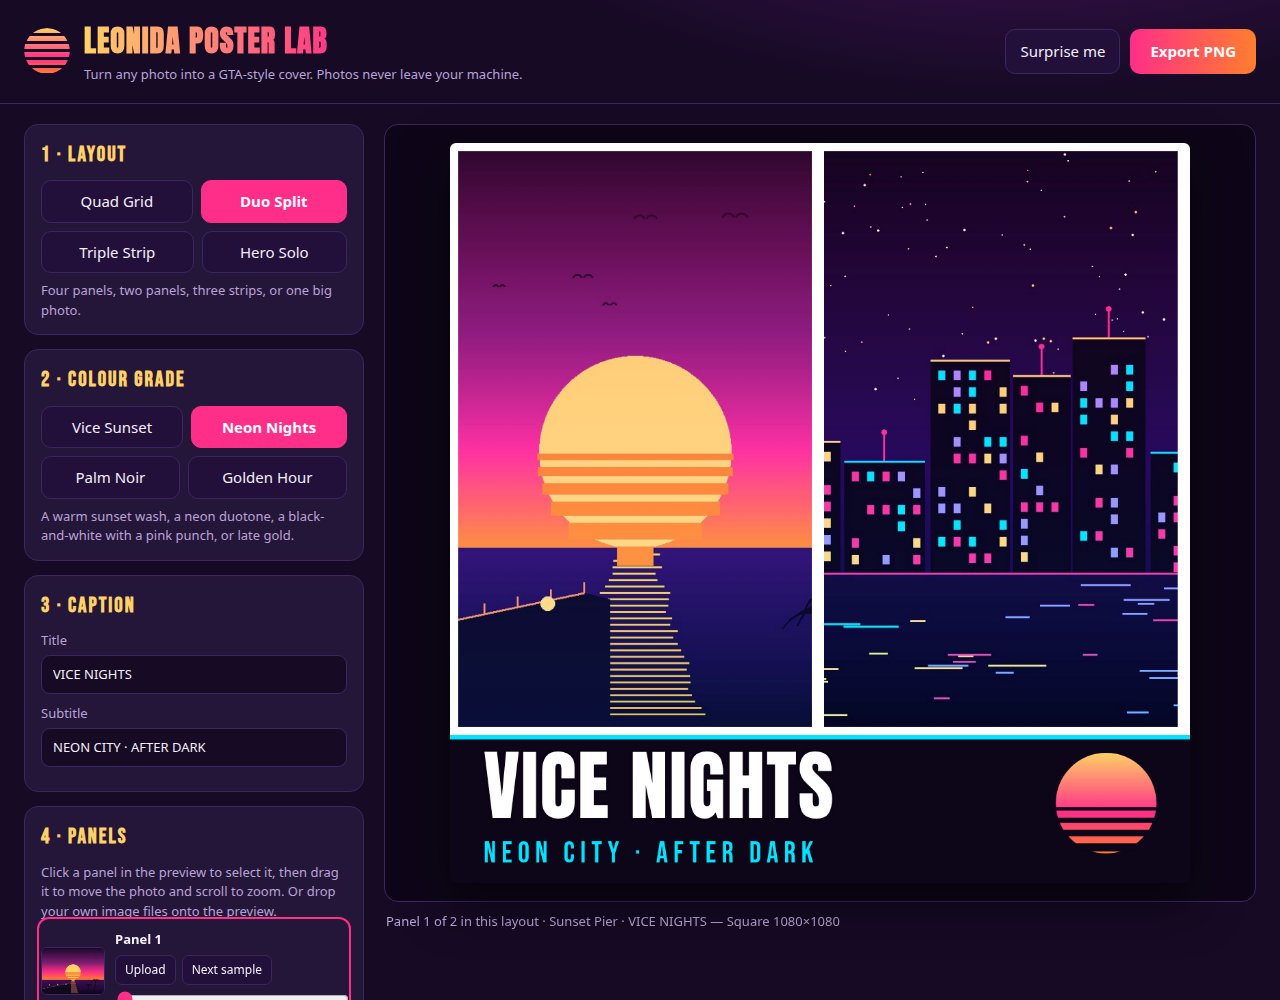 LEONIDA POSTER LAB
Turn any photo into a GTA-style cover. Photos never leave your machine.
Surprise me
Export PNG
1 · LAYOUT
Quad Grid
Duo Split
Triple Strip
Hero Solo
Four panels, two panels, three strips, or one big
photo.
2 · COLOUR GRADE
Vice Sunset
Neon Nights
Palm Noir
Golden Hour
A warm sunset wash, a neon duotone, a black-
and-white with a pink punch, or late gold.
3 · CAPTION
Title
VICE NIGHTS
Subtitle
NEON CITY · AFTER DARK
4 · PANELS
Click a panel in the preview to select it, then drag
it to move the photo and scroll to zoom. Or drop
your own image files onto the preview.
Panel 1
Upload
Next sample
VICE NIGHTS
NEON CITY · AFTER DARK
Panel 1 of 2 in this layout · Sunset Pier · VICE NIGHTS — Square 1080×1080